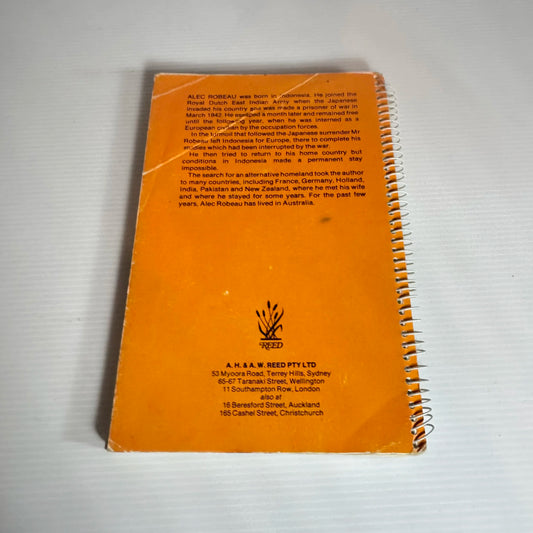 ALEC ROBEAU was born in Indonesia. He joined the
Royal Dutch East Indian Army when the Japanese
invaded his country and was made a prisoner of war in
March 1942. He escaped a month later and remained free
until the following year, when he was interned as a
European civilian by the occupation forces.
In the turmoil that followed the Japanese surrender Mr
Robeau left Indonesia for Europe, there to complete his
studies which had been interrupted by the war.
He then tried to return to his home country but
conditions in Indonesia made a permanent stay
impossible.
The search for an alternative homeland took the author
to many countries, including France, Germany, Holland,
India, Pakistan and New Zealand, where he met his wife
and where he stayed for some years. For the past few
years, Alec Robeau has lived in Australia.
REED
A. H. & A. W. REED PTY LTD
53 Myoora Road, Terrey Hills, Sydney
65-67 Taranaki Street, Wellington
11 Southampton Row, London
also at
16 Beresford Street, Auckland
165 Cashel Street, Christchurch